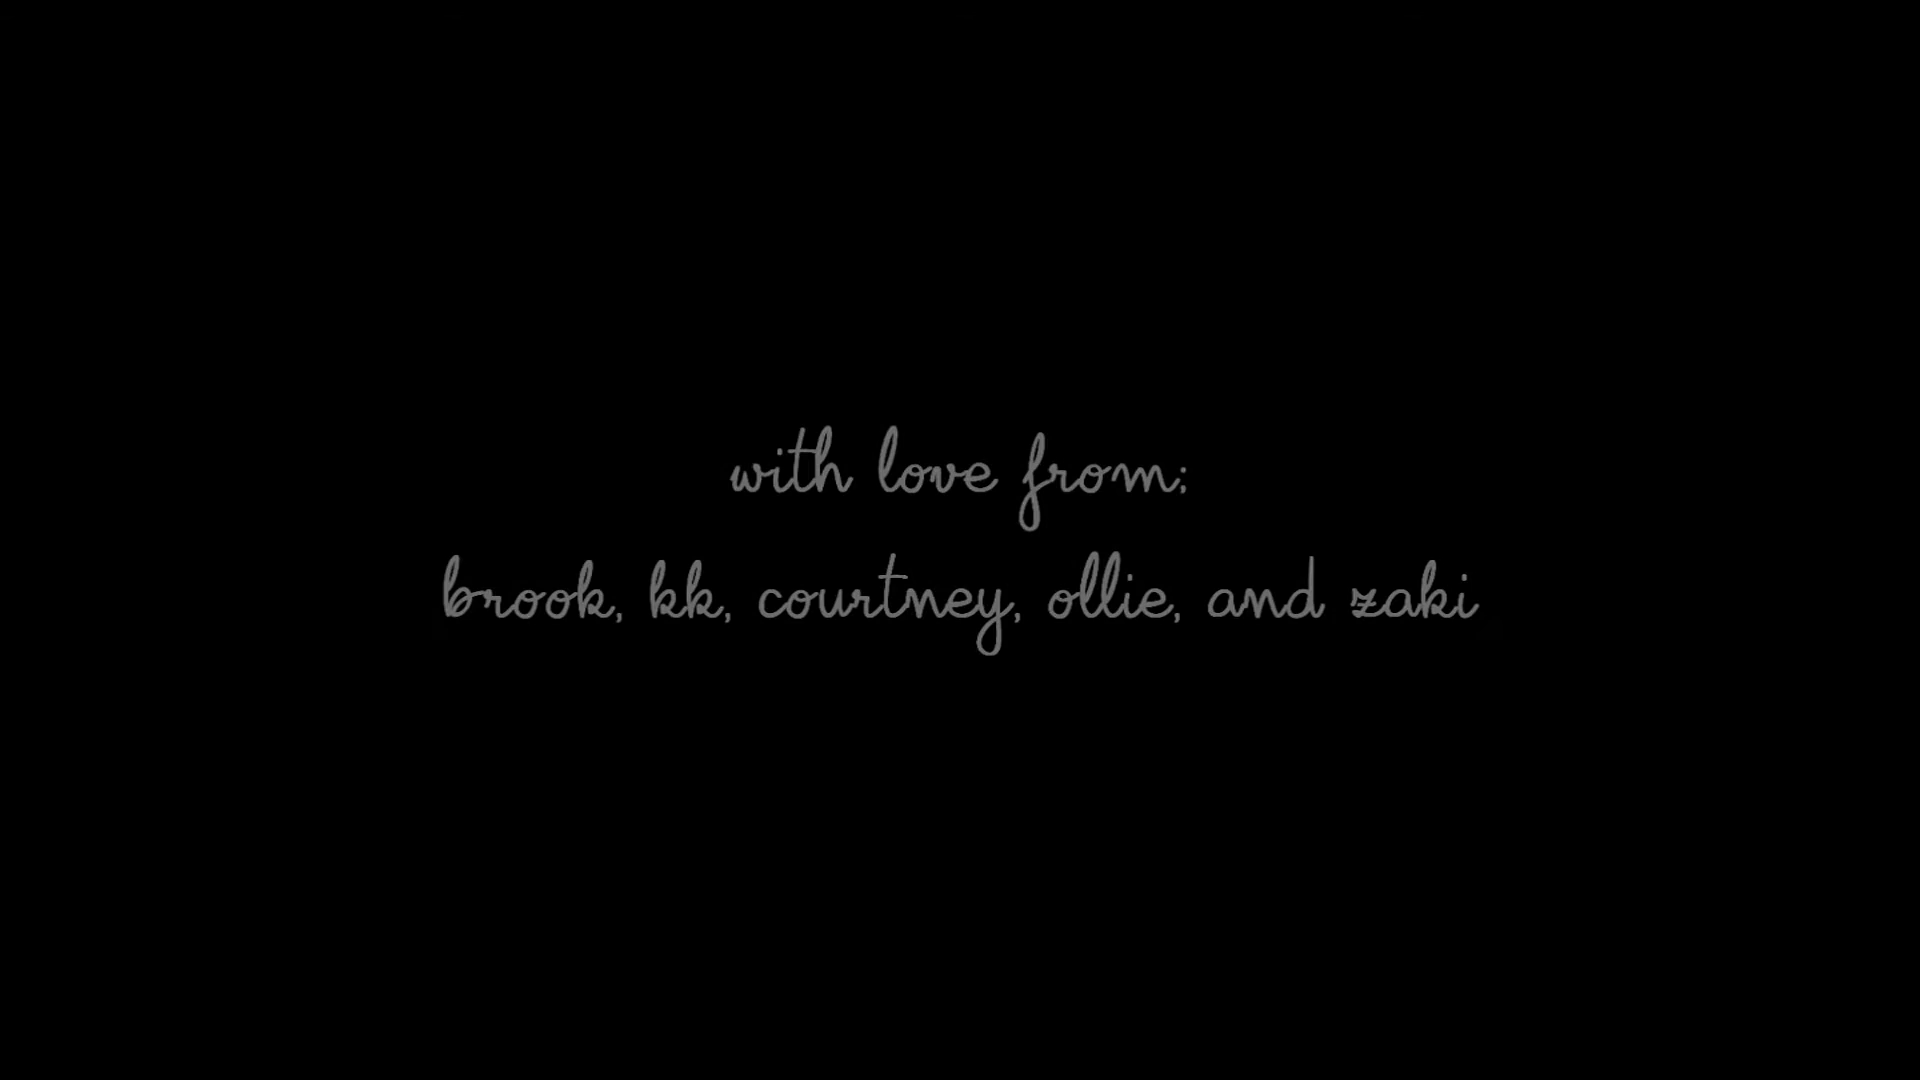 with love from;
brook, kk, courtney, ollie, and zaki